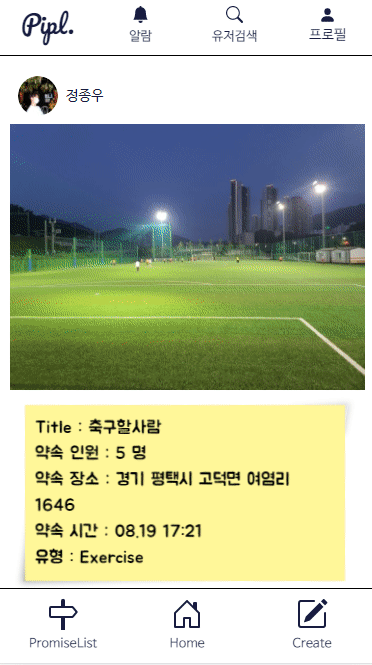 Pipl.
알람
유저검색
프로필
정종우
Title : 축구할사람
약속 인원 : 5 명
약속 장소 : 경기 평택시 고덕면 여염리
1646
약속 시간 : 08.19 17:21
유형 : Exercise
PromiseList
Home
Create